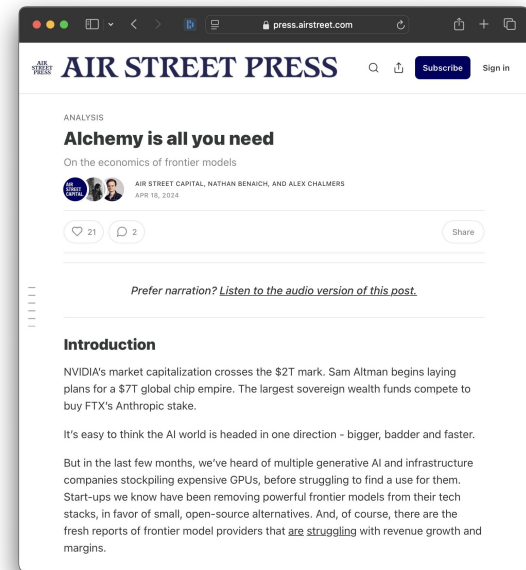 press.airstreet.com
AIR
STREET
PRESS
AIR STREET PRESS
Subscribe
Sign in
ANALYSIS
Alchemy is all you need
On the economics of frontier models
AIR
STREET
CAPITAL
AIR STREET CAPITAL, NATHAN BENAICH, AND ALEX CHALMERS
APR 18, 2024
21
2
Share
Prefer narration? Listen to the audio version of this post.
Introduction
NVIDIA's market capitalization crosses the $2T mark. Sam Altman begins laying
plans for a $7T global chip empire. The largest sovereign wealth funds compete to
buy FTX's Anthropic stake.
It's easy to think the AI world is headed in one direction - bigger, badder and faster.
But in the last few months, we've heard of multiple generative AI and infrastructure
companies stockpiling expensive GPUs, before struggling to find a use for them.
Start-ups we know have been removing powerful frontier models from their tech
stacks, in favor of small, open-source alternatives. And, of course, there are the
fresh reports of frontier model providers that are struggling with revenue growth and
margins.